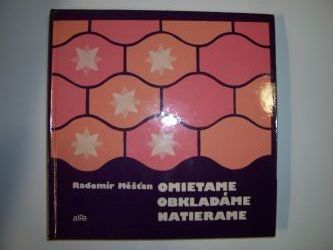 Radomír Měšťan OMIETAME
OBKLADÁME
NATIERAME
alfa